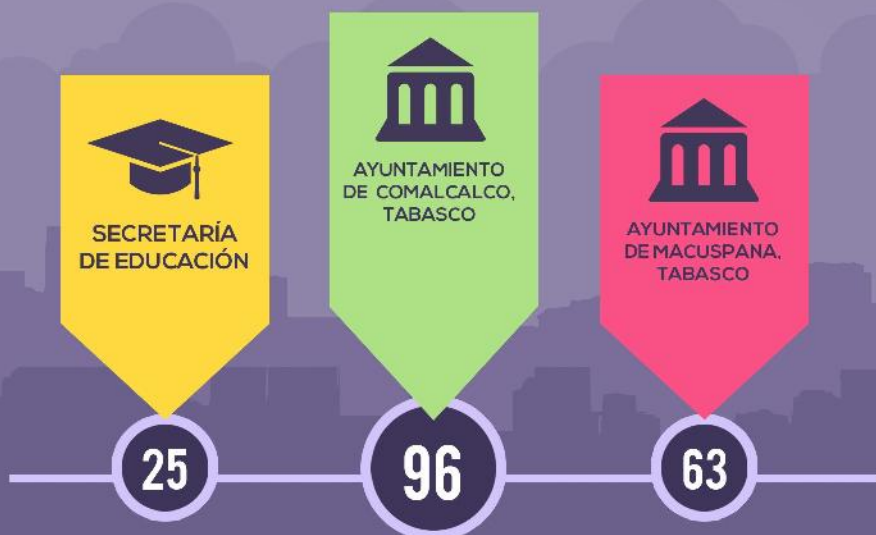 SECRETARÍA
DE EDUCACIÓN
25
AYUNTAMIENTO
DE COMALCALCO,
TABASCO
96
AYUNTAMIENTO
DE MACUSPANA,
TABASCO
63